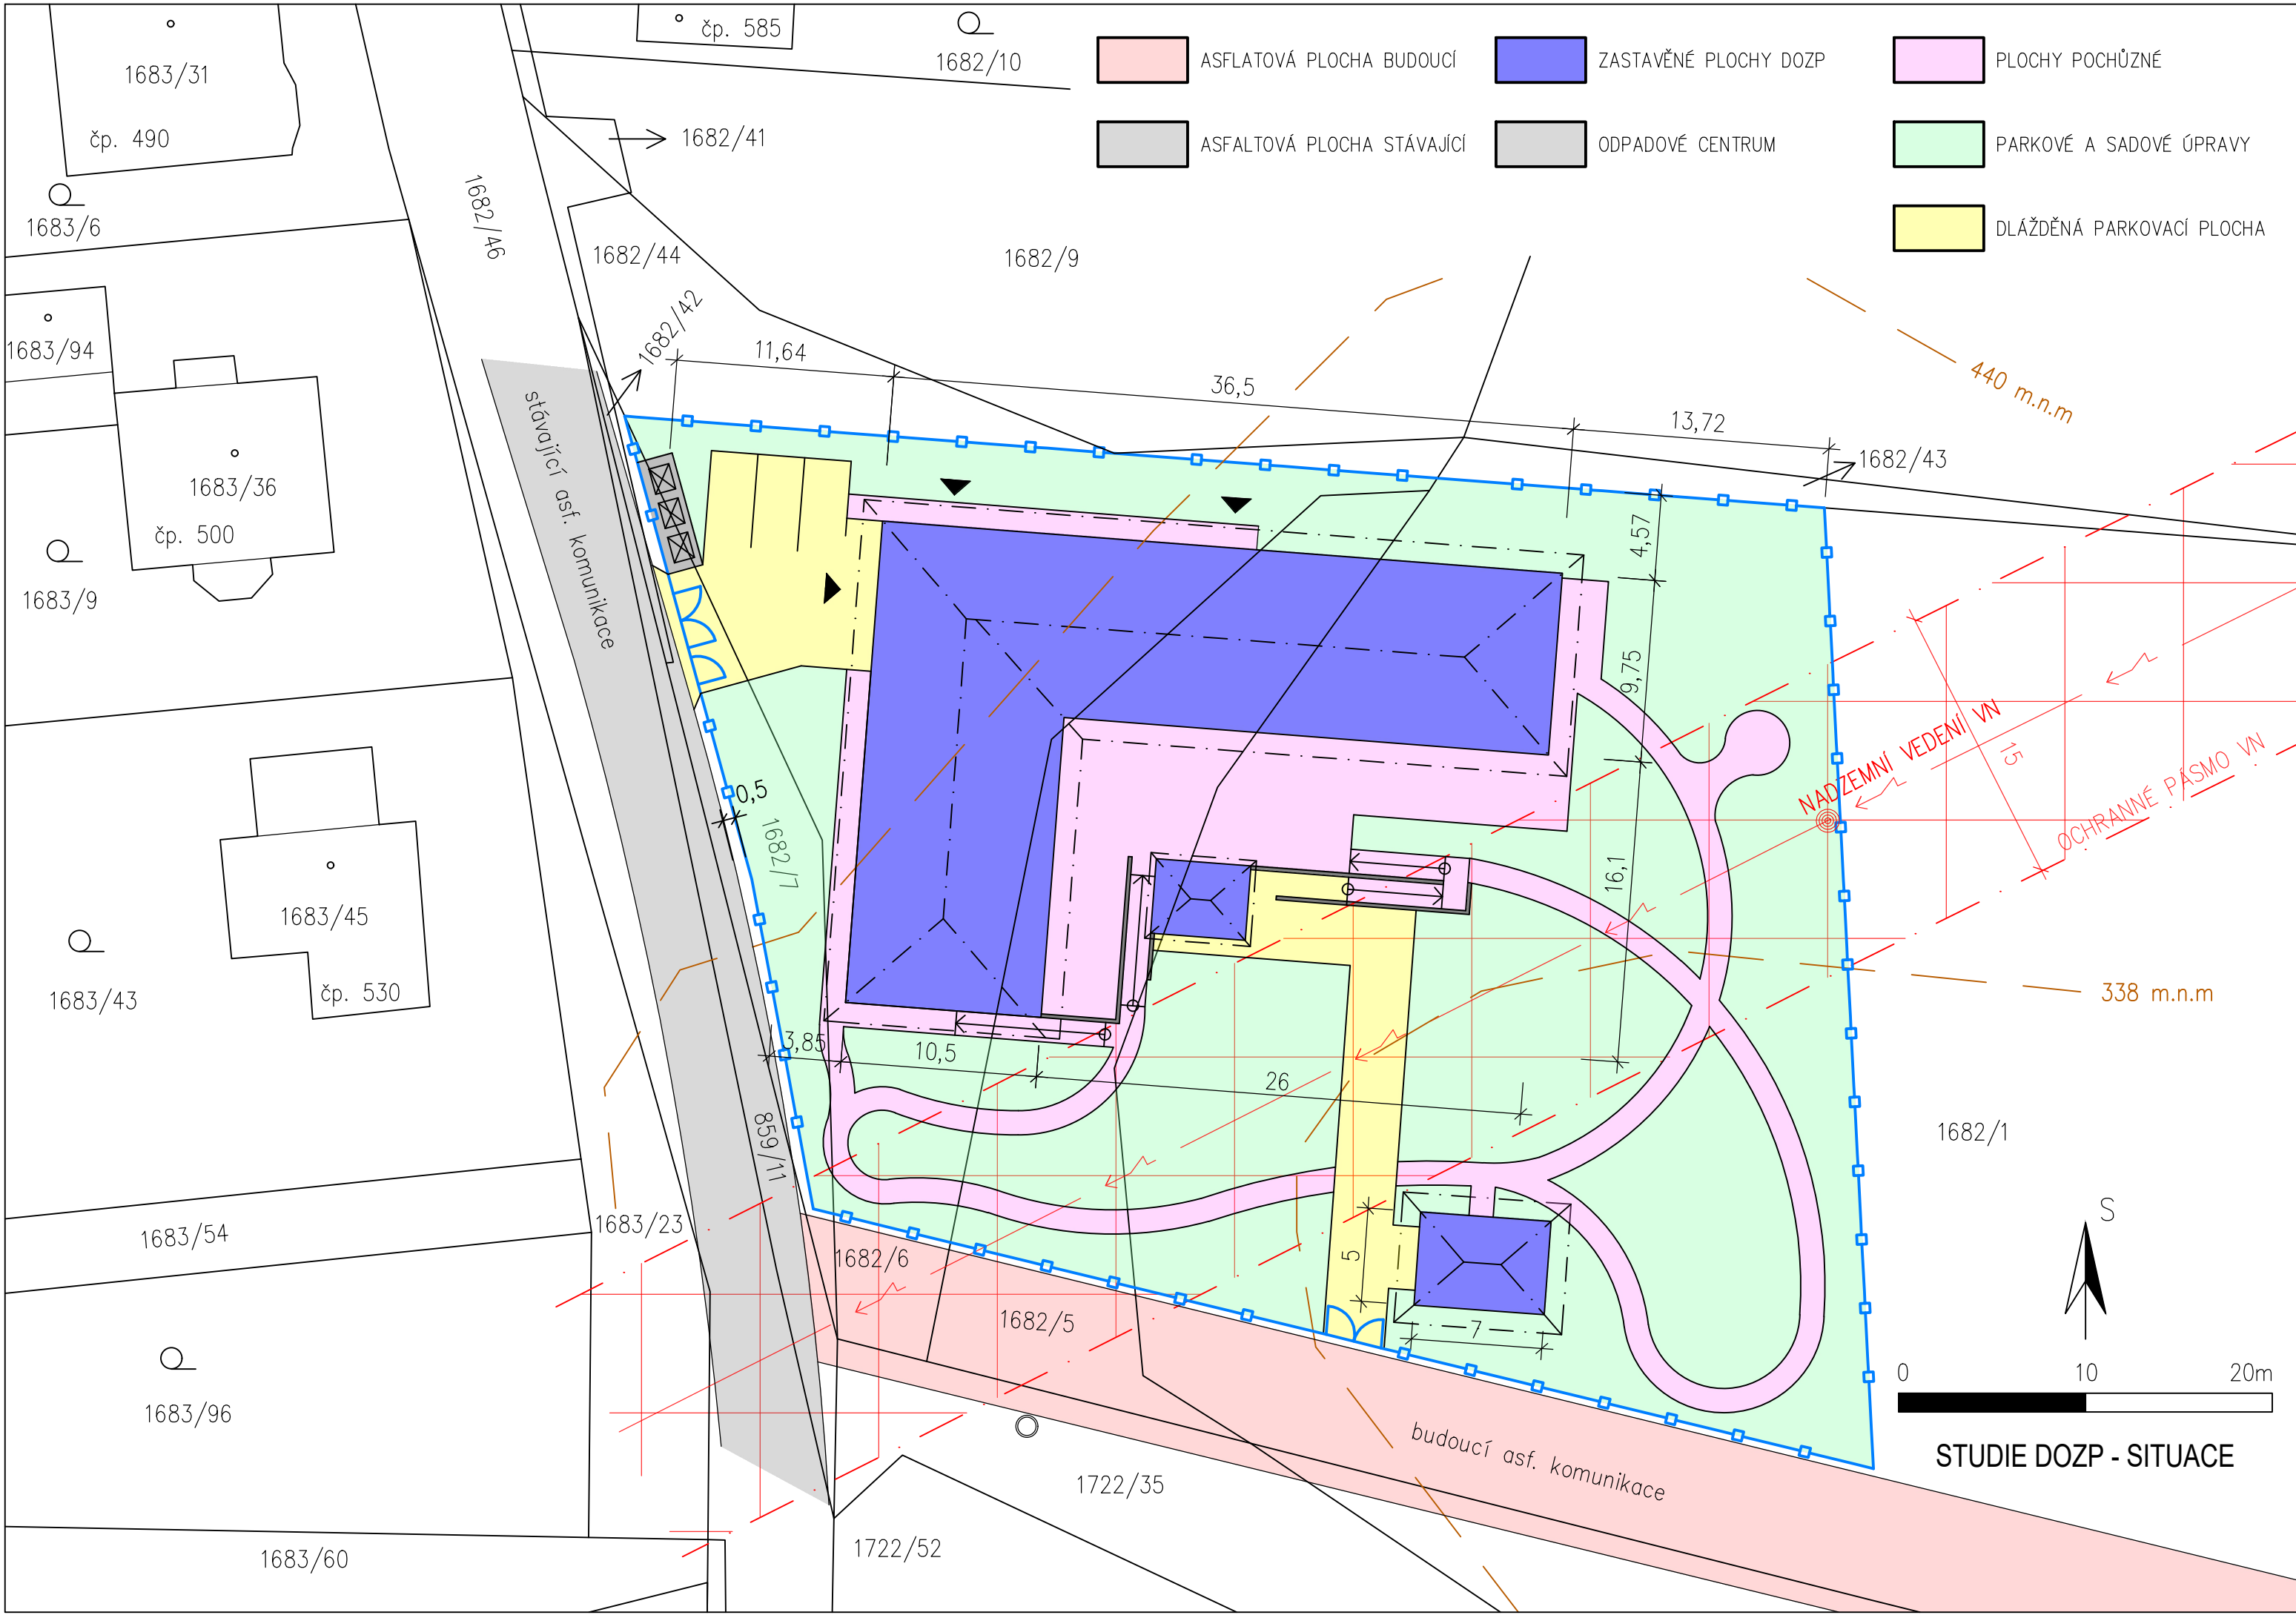 čp. 585
1683/31
1682/10
čp. 490
1682/41
ASFLATOVÁ PLOCHA BUDOUCÍ
ZASTAVĚNÉ PLOCHY DOZP
PLOCHY POCHŮZNÉ
ASFALTOVÁ PLOCHA STÁVAJÍCÍ
ODPADOVÉ CENTRUM
PARKOVÉ A SADOVÉ ÚPRAVY
DLÁŽDĚNÁ PARKOVACÍ PLOCHA
1683/6
1682/46
1682/44
1682/9
1682/42
1683/94
11,64
36,5
13,72
440 m.n.m
1682/43
stávající asf. komunikace
1683/36
čp. 500
1683/9
4,57
9,75
NADZEMNÍ VEDENÍ VN
15
OCHRANNÉ PÁSMO VN
0,5
1682/7
16,1
1683/45
čp. 530
1683/43
338 m.n.m
3,85
10,5
26
859/11
1682/1
1683/54
1683/23
1682/6
5
1682/5
7
S
0
10
20m
1683/96
budoucí asf. komunikace
STUDIE DOZP - SITUACE
1722/35
1722/52
1683/60